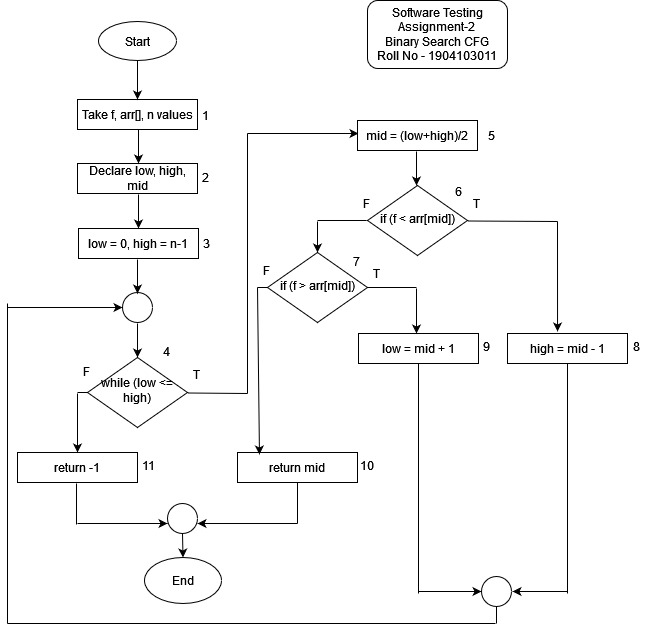 Software Testing
Assignment-2
Binary Search CFG
Roll No - 1904103011
Start
Take f, arr[], n values
1
Declare low, high,
mid
2
low = 0, high = n-1
3
4
F
while (low <=
high)
T
mid = (low+high)/2
5
6
F
if (f < arr[mid])
T
7
F
if (f > arr[mid])
T
low = mid + 1
9
high = mid - 1
8
return -1
11
return mid
10
End